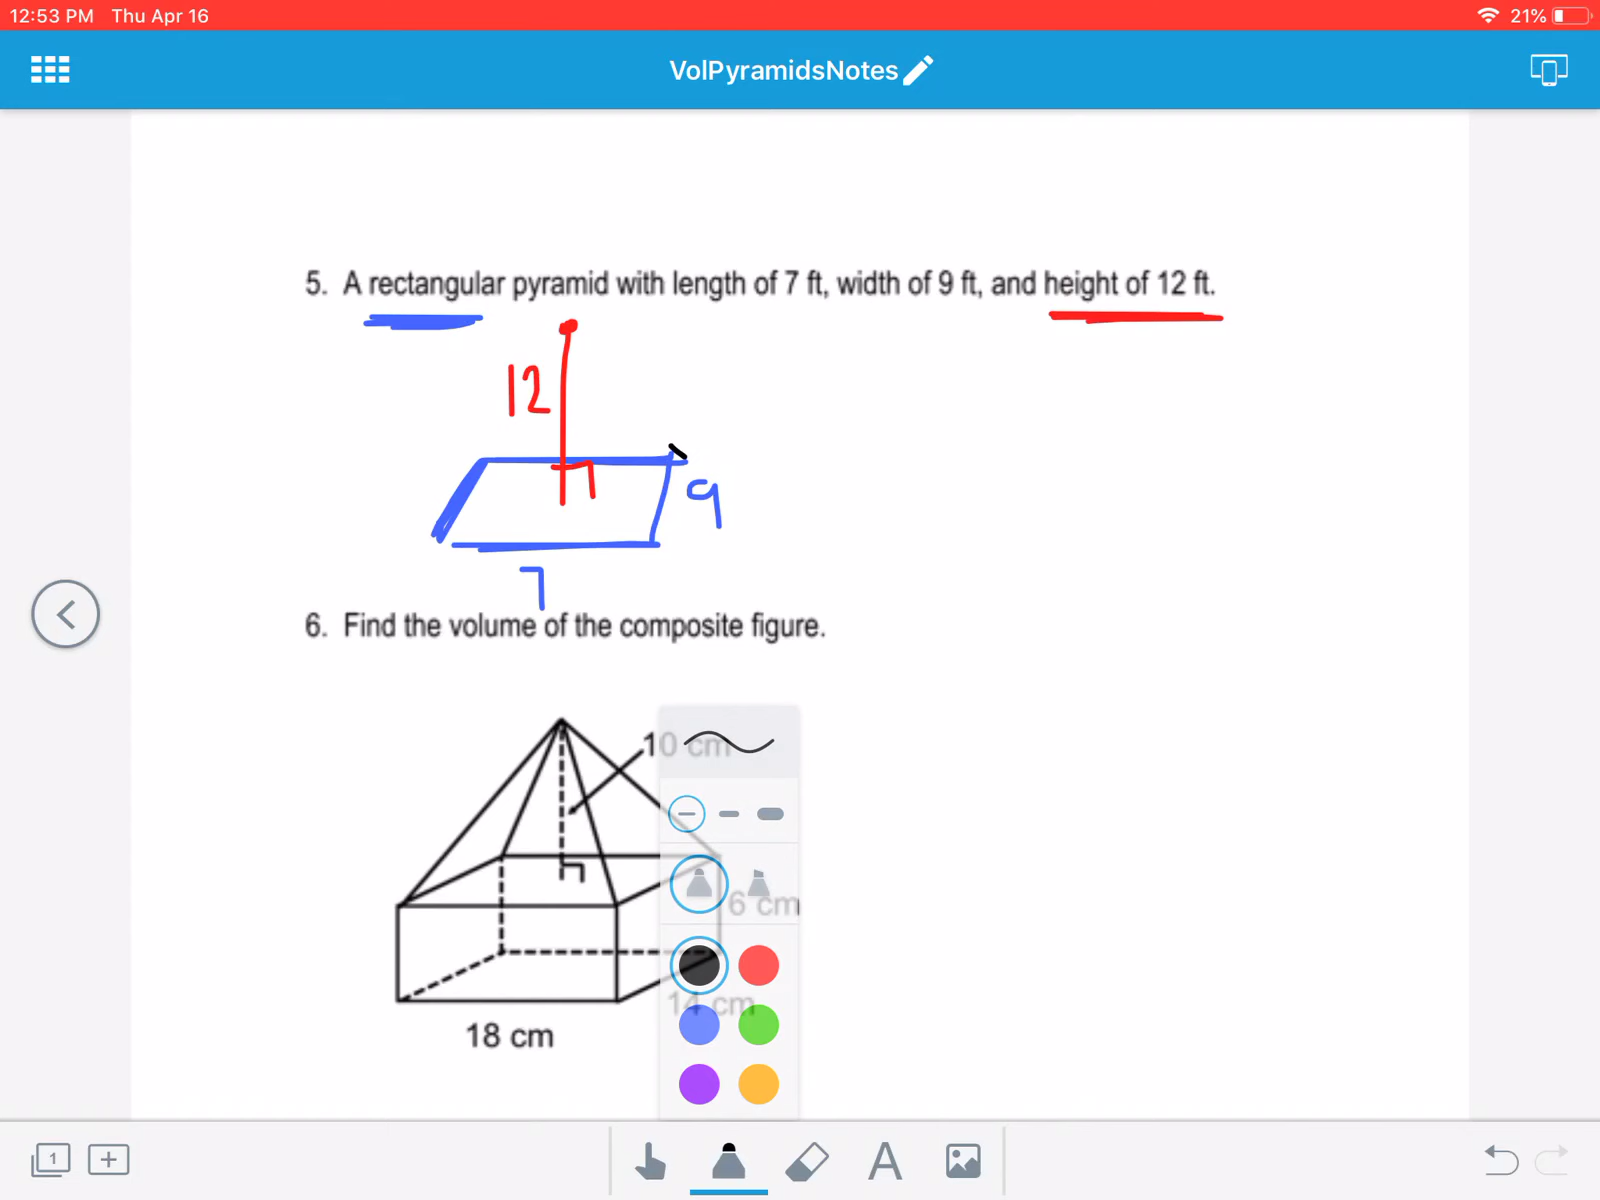 12:53 PM Thu Apr 16
21%
VolPyramidsNotes
5. A rectangular pyramid with length of 7 ft, width of 9 ft, and height of 12 ft.
12
9
7
6. Find the volume of the composite figure.
10 cm
6 cm
14 cm
18 cm
1
A